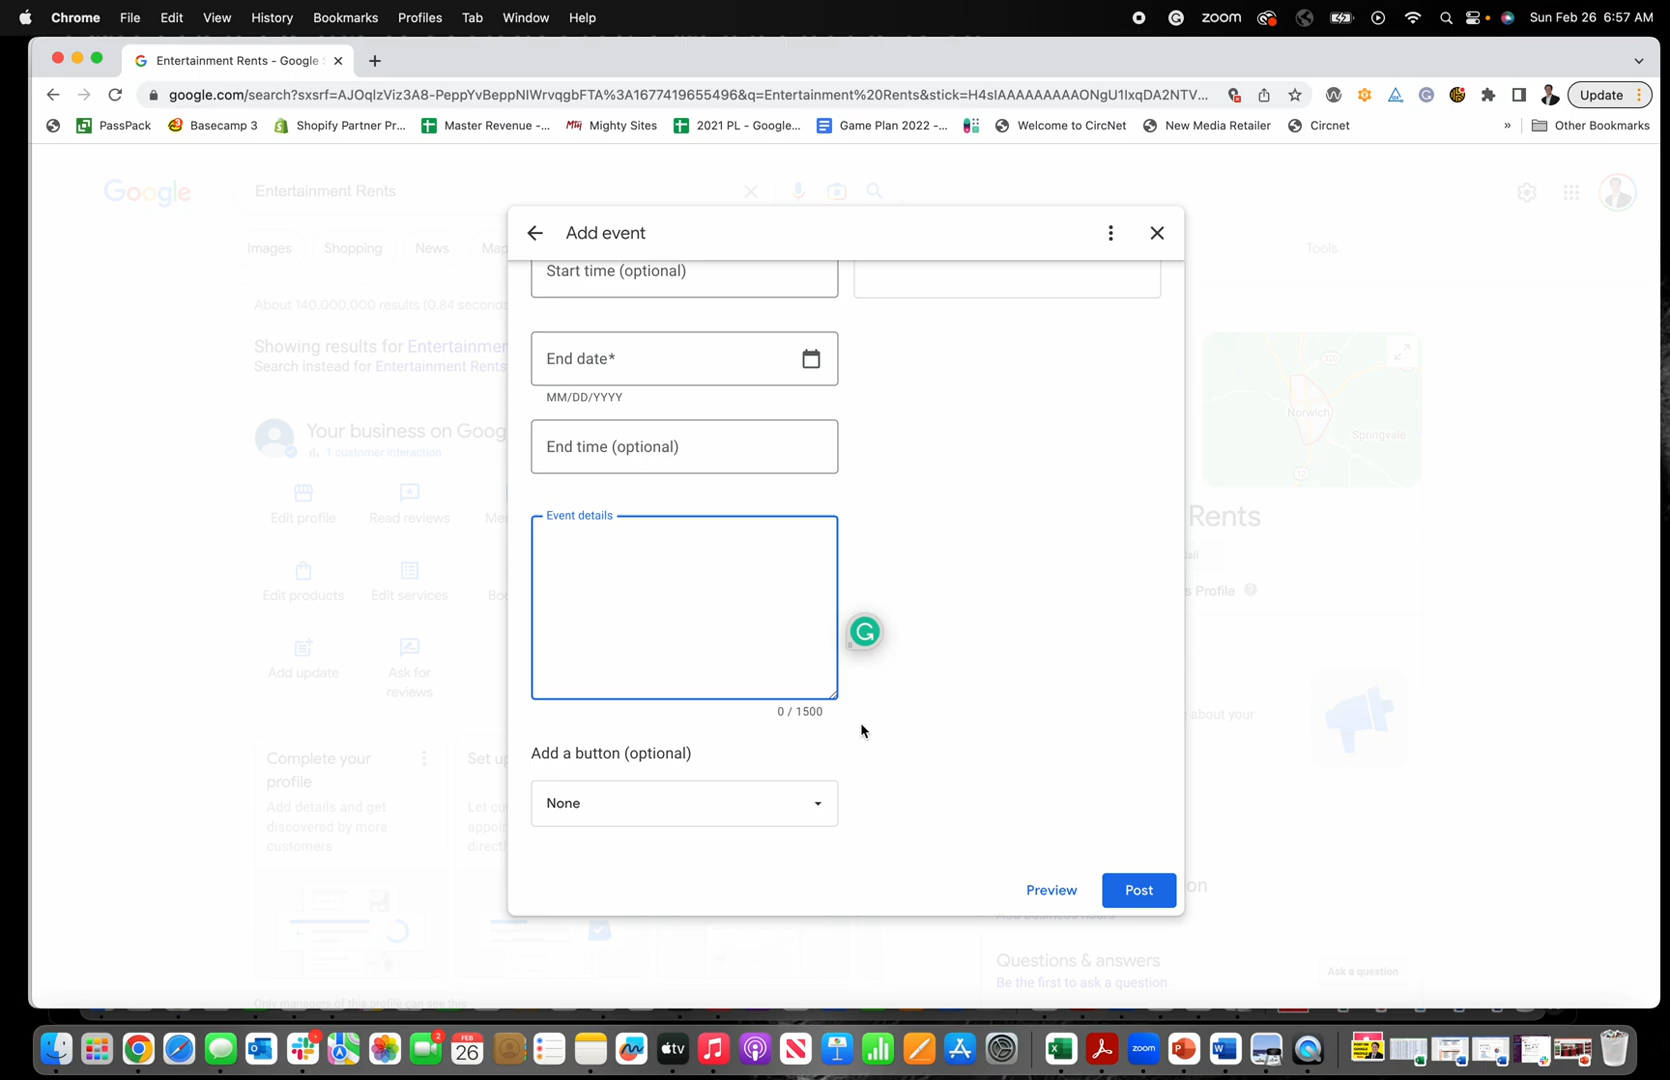 Chrome File Edit View History Bookmarks Profiles Tab Window Help zoom Sun Feb 26 6:57 AM
Entertainment Rents - Google
google.com/search?sxsrf=AJOqlzViz3A8-PeppYvBeppNIWrvqgbFTA%3A1677419655496&q=Entertainment%20Rents&stick=H4sIAAAAAAAAAONgU1IxqDA2NTV... Update
PassPack Basecamp 3 Shopify Partner Pr... Master Revenue -... Mighty Sites 2021 PL - Google... Game Plan 2022 -... Welcome to CircNet New Media Retailer Circnet » Other Bookmarks
Google Entertainment Rents
Images Shopping News Tools
Add event
Start time (optional)
About 140,000,000 results (0.84 seconds
Showing results for
Search instead for Entertainment Rents
End date*
MM/DD/YYYY
Norwich
Springvale
Your business on
1 customer interaction
End time (optional)
Edit profile Read reviews
Event details
Rents
Edit products Edit services
s Profile
Add update Ask for
reviews
0 / 1500
about your
Add a button (optional)
None
Complete your
profile
Add details and get
discovered by more
customers
Preview Post
Questions & answers
Be the first to ask a question
Ask a question
Only managers of this profile can see this
FEB
26
2
tv
zoom